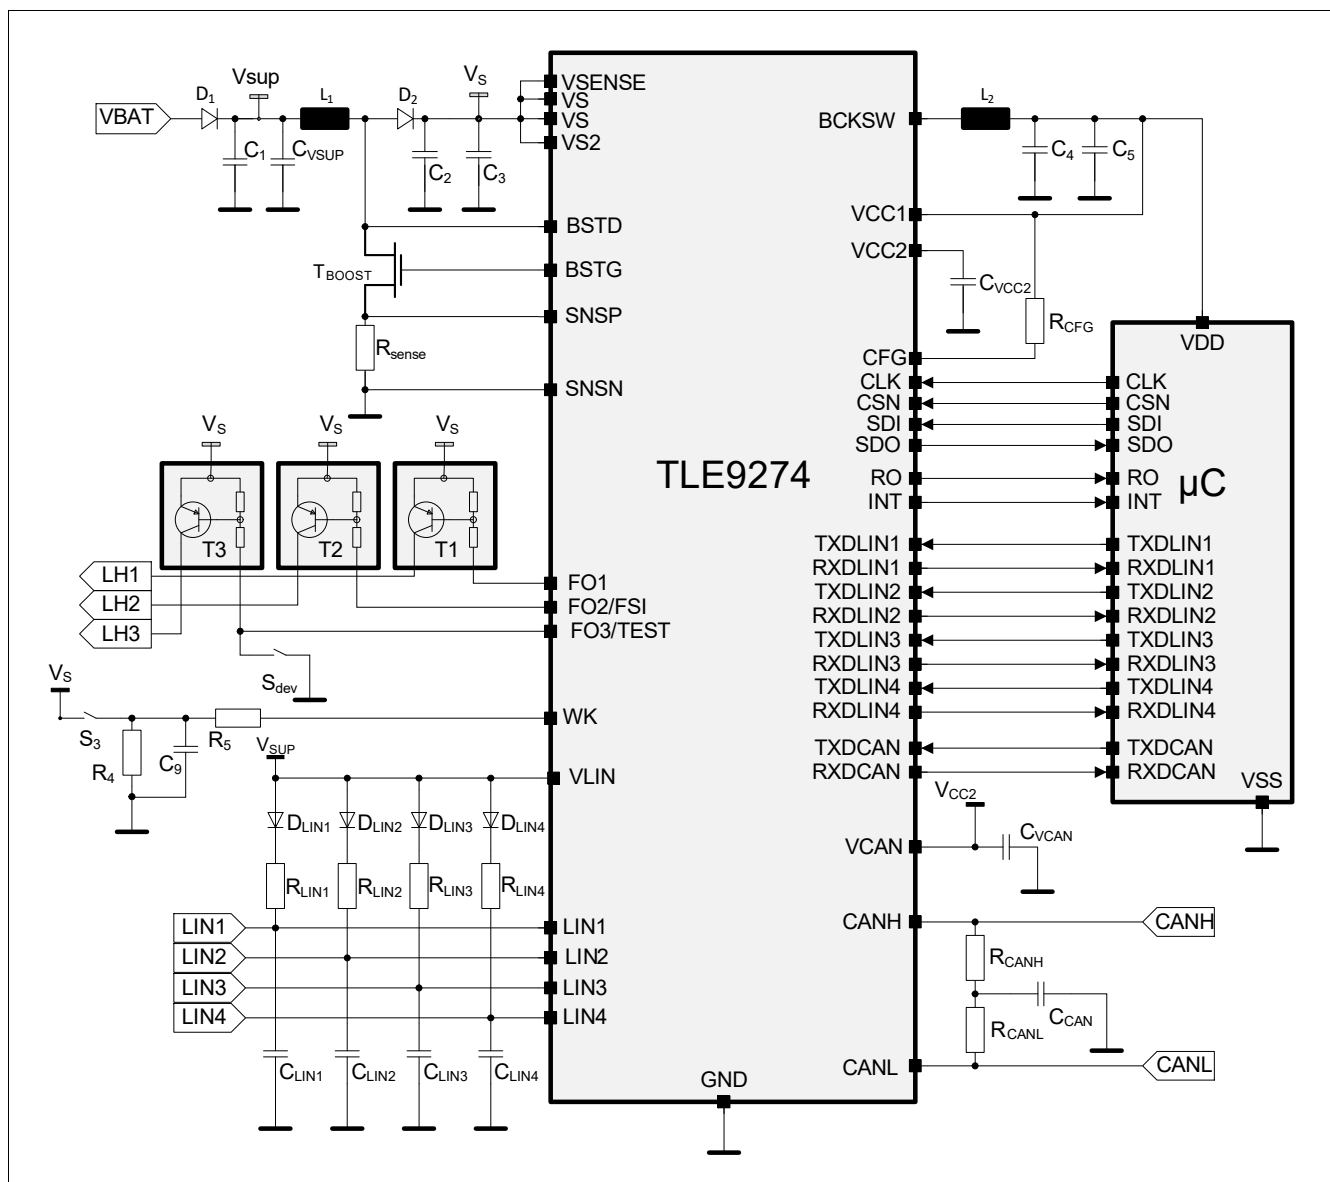 Vsup
D1
L1
D2
VS
VBAT
C1
CVSUP
C2
C3
VSENSE
VS
VS
VS2
BSTD
TBOOST
BSTG
SNSP
Rsense
SNSN
VS
VS
VS
T3
T2
T1
LH1
LH2
LH3
FO1
FO2/FSI
FO3/TEST
Sdev
VS
S3
R4
C9
R5
WK
VSUP
VLIN
DLIN1
DLIN2
DLIN3
DLIN4
RLIN1
RLIN2
RLIN3
RLIN4
LIN1
LIN2
LIN3
LIN4
LIN1
LIN2
LIN3
LIN4
CLIN1
CLIN2
CLIN3
CLIN4
TLE9274
GND
BCKSW
L2
C4
C5
VCC1
VCC2
CVCC2
RCFG
CFG
CLK
CSN
SDI
SDO
RO
INT
TXDLIN1
RXDLIN1
TXDLIN2
RXDLIN2
TXDLIN3
RXDLIN3
TXDLIN4
RXDLIN4
TXDCAN
RXDCAN
VDD
CLK
CSN
SDI
SDO
RO
µC
INT
TXDLIN1
RXDLIN1
TXDLIN2
RXDLIN2
TXDLIN3
RXDLIN3
TXDLIN4
RXDLIN4
TXDCAN
RXDCAN
VSS
VCC2
VCAN
CVCAN
CANH
CANH
RCANH
CCAN
RCANL
CANL
CANL